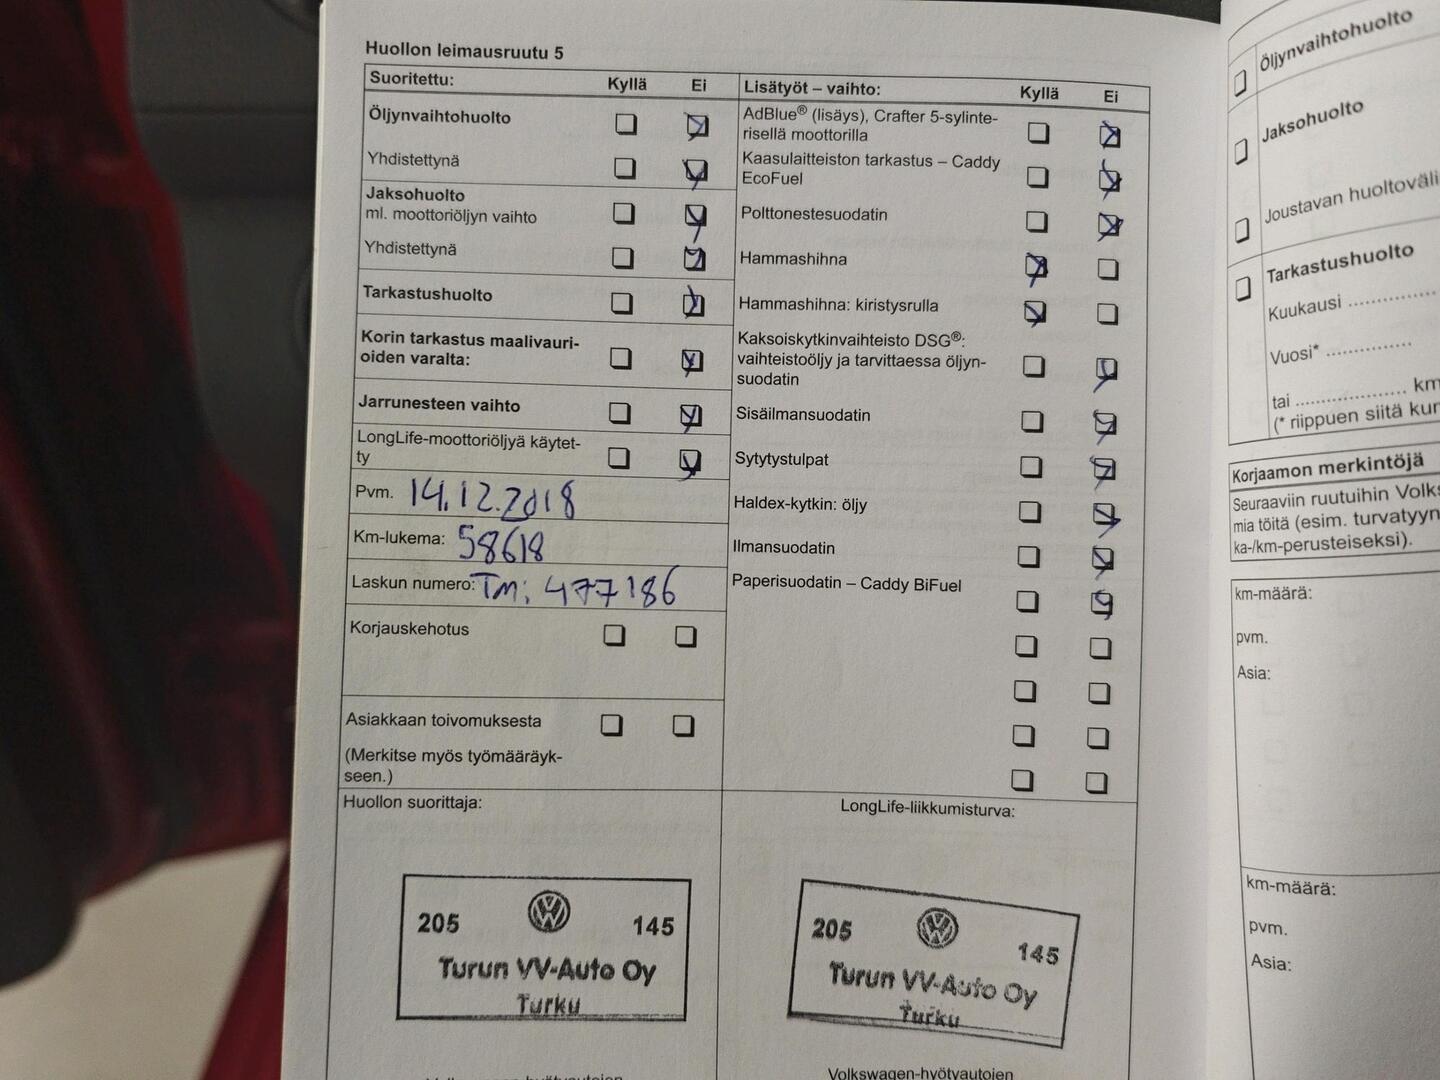 Huollon leimausruutu 5
Suoritettu: Kyllä Ei
Öljynvaihtohuolto
Yhdistettynä
Jaksohuolto
ml. moottoriöljyn vaihto
Yhdistettynä
Tarkastushuolto
Korin tarkastus maalivauri-
oiden varalta:
Jarrunesteen vaihto
LongLife-moottoriöljyä käytet-
ty
Pvm. 14.12.2018
Km-lukema: 58618
Laskun numero: Tm: 477186
Korjauskehotus
Asiakkaan toivomuksesta
(Merkitse myös työmääräyk-
seen.)
Huollon suorittaja:
205 145
Turun VV-Auto Oy
Turku
Lisätyöt – vaihto: Kyllä Ei
AdBlue® (lisäys), Crafter 5-sylinte-
risellä moottorilla
Kaasulaitteiston tarkastus – Caddy
EcoFuel
Polttonestesuodatin
Hammashihna
Hammashihna: kiristysrulla
Kaksoiskytkinvaihteisto DSG®:
vaihteistoöljy ja tarvittaessa öljyn-
suodatin
Sisäilmansuodatin
Sytytystulpat
Haldex-kytkin: öljy
Ilmansuodatin
Paperisuodatin – Caddy BiFuel
LongLife-liikkumisturva:
205 145
Turun VV-Auto Oy
Turku
Volkswagen-hyötyautojen
Öljynvaihtohuolto
Jaksohuolto
Joustavan huoltoväli
Tarkastushuolto
Kuukausi ..............
Vuosi* ..............
tai .................... km
(* riippuen siitä
Korjaamon merkintöjä
Seuraaviin ruutuihin Volks
mia töitä (esim. turvatyyn
ka-/km-perusteiseksi).
km-määrä:
pvm.
Asia:
km-määrä:
pvm.
Asia: